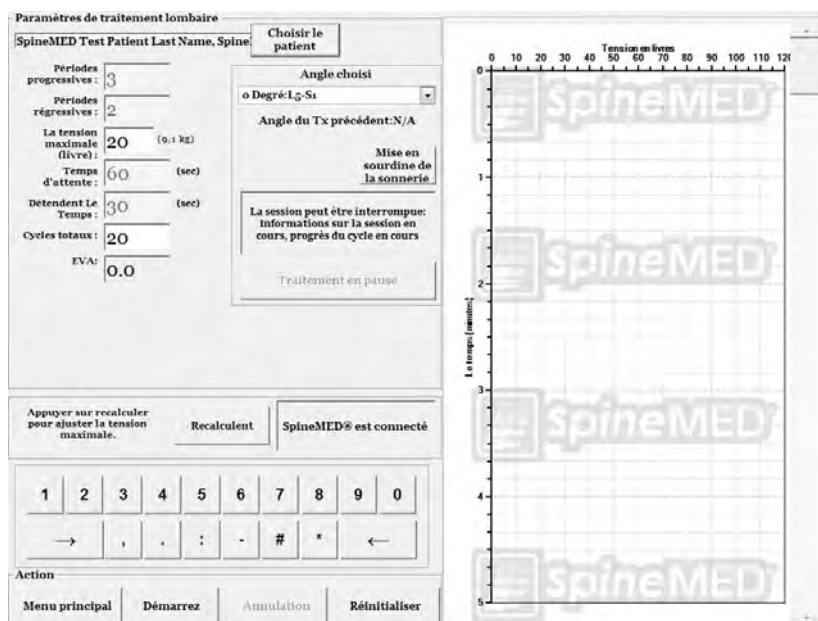 Paramètres de traitement lombaire
SpineMED Test Patient Last Name, Spine
Choisir le
patient
Périodes
progressives :
3
Périodes
régressives :
2
La tension
maximale
(livre) :
20
(9,1 kg)
Temps
d'attente :
60
(sec)
Détendent Le
Temps :
30
(sec)
Cycles totaux :
20
EVA:
0.0
Angle choisi
0 Degré:L5-S1
Angle du Tx précédent:N/A
Mise en
sourdine de
la sonnerie
La session peut être interrompue:
Informations sur la session en
cours, progrès du cycle en cours
Traitement en pause
Appuyer sur recalculer
pour ajuster la tension
maximale.
Recalculent
SpineMED® est connecté
1 2 3 4 5 6 7 8 9 0
→ , . : - # * ←
Action
Menu principal
Démarrez
Annulation
Réinitialiser
Tension en livres
0 10 20 30 40 50 60 70 80 90 100 110 12
0
1
2
3
4
5
Le temps (minutes)
SpineMED
SpineMED
SpineMED
SpineMED